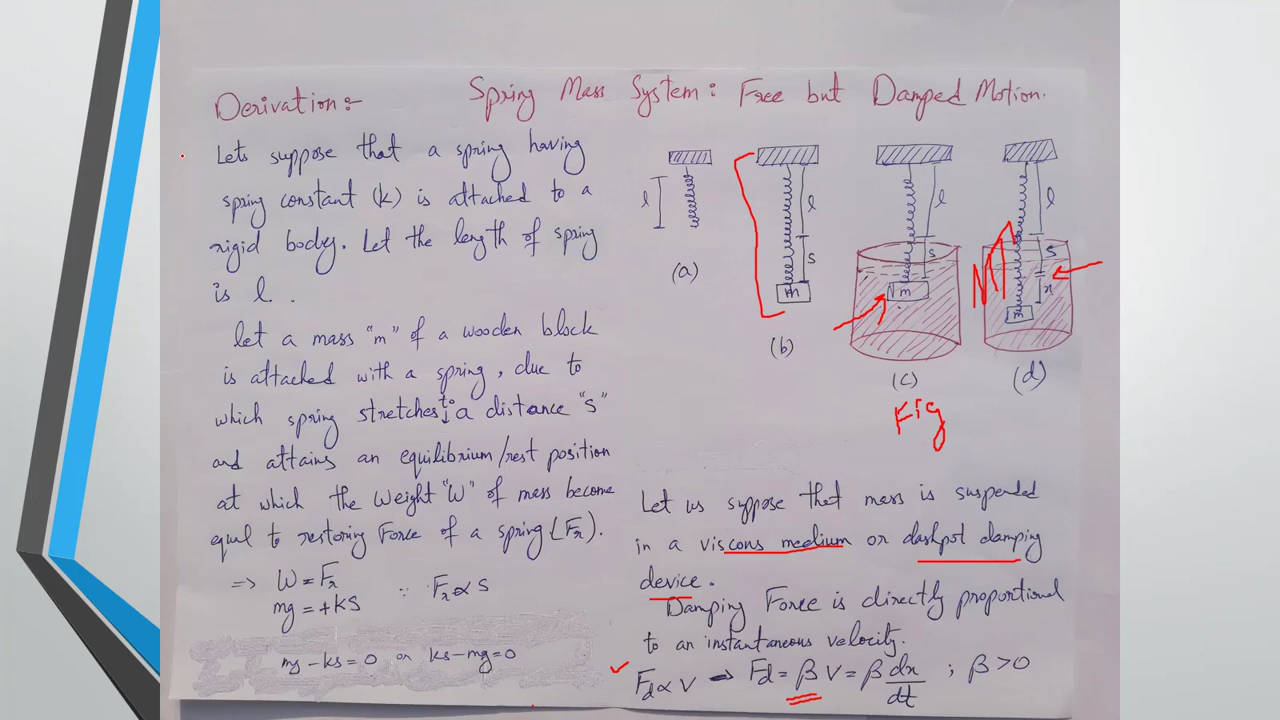 Derivation:-
Spring Mass System: Free but Damped Motion.
Lets suppose that a spring having
spring constant (k) is attached to a
rigid body. Let the length of spring
is l.
let a mass "m" of a wooden block
is attached with a spring, due to
which spring stretches to a distance "s"
and attains an equilibrium/rest position
at which the weight "W" of mass become
equl to restoring Force of a spring (Fr).
=> W = Fr ∵ Fr ∝ s
mg = +ks
mg - ks = 0 or ks - mg = 0
l
(a)
l
s
m
(b)
l
s
m
(c)
l
s
x
m
(d)
Fig
Let us suppose that mass is suspended
in a viscous medium or dashpot damping
device.
Damping Force is directly proportional
to an instantaneous velocity.
Fd ∝ v → Fd = β v = β dx/dt ; β > 0